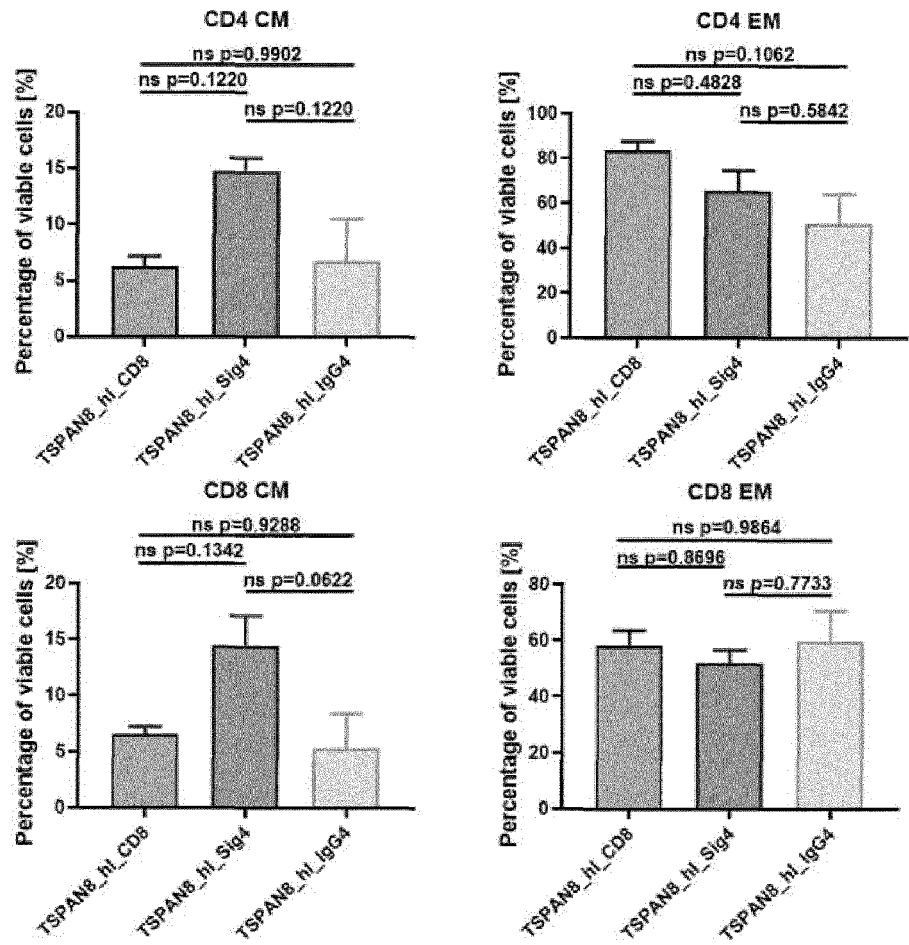 CD4 CM
ns p=0.9902
ns p=0.1220
ns p=0.1220
Percentage of viable cells [%]
20
15
10
5
0
TSPAN8_hl_CD8
TSPAN8_hl_Sig4
TSPAN8_hl_IgG4
CD4 EM
ns p=0.1062
ns p=0.4828
ns p=0.5842
Percentage of viable cells [%]
100
80
60
40
20
0
TSPAN8_hl_CD8
TSPAN8_hl_Sig4
TSPAN8_hl_IgG4
CD8 CM
ns p=0.9288
ns p=0.1342
ns p=0.0622
Percentage of viable cells [%]
20
15
10
5
0
TSPAN8_hl_CD8
TSPAN8_hl_Sig4
TSPAN8_hl_IgG4
CD8 EM
ns p=0.9864
ns p=0.8696
ns p=0.7733
Percentage of viable cells [%]
80
60
40
20
0
TSPAN8_hl_CD8
TSPAN8_hl_Sig4
TSPAN8_hl_IgG4